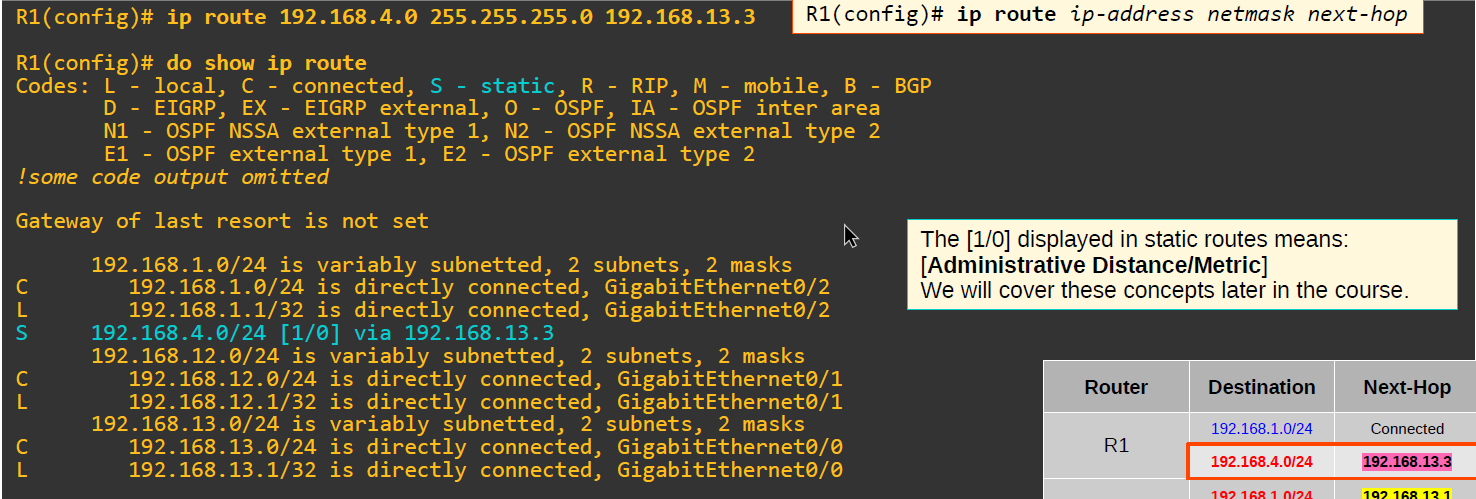 R1(config)# ip route 192.168.4.0 255.255.255.0 192.168.13.3
R1(config)# ip route ip-address netmask next-hop
R1(config)# do show ip route
Codes: L - local, C - connected, S - static, R - RIP, M - mobile, B - BGP
D - EIGRP, EX - EIGRP external, O - OSPF, IA - OSPF inter area
N1 - OSPF NSSA external type 1, N2 - OSPF NSSA external type 2
E1 - OSPF external type 1, E2 - OSPF external type 2
!some code output omitted
Gateway of last resort is not set
192.168.1.0/24 is variably subnetted, 2 subnets, 2 masks
C 192.168.1.0/24 is directly connected, GigabitEthernet0/2
L 192.168.1.1/32 is directly connected, GigabitEthernet0/2
S 192.168.4.0/24 [1/0] via 192.168.13.3
192.168.12.0/24 is variably subnetted, 2 subnets, 2 masks
C 192.168.12.0/24 is directly connected, GigabitEthernet0/1
L 192.168.12.1/32 is directly connected, GigabitEthernet0/1
192.168.13.0/24 is variably subnetted, 2 subnets, 2 masks
C 192.168.13.0/24 is directly connected, GigabitEthernet0/0
L 192.168.13.1/32 is directly connected, GigabitEthernet0/0
The [1/0] displayed in static routes means:
[Administrative Distance/Metric]
We will cover these concepts later in the course.
Router Destination Next-Hop
R1
192.168.1.0/24 Connected
192.168.4.0/24 192.168.13.3
192.168.1.0/24 192.168.13.1